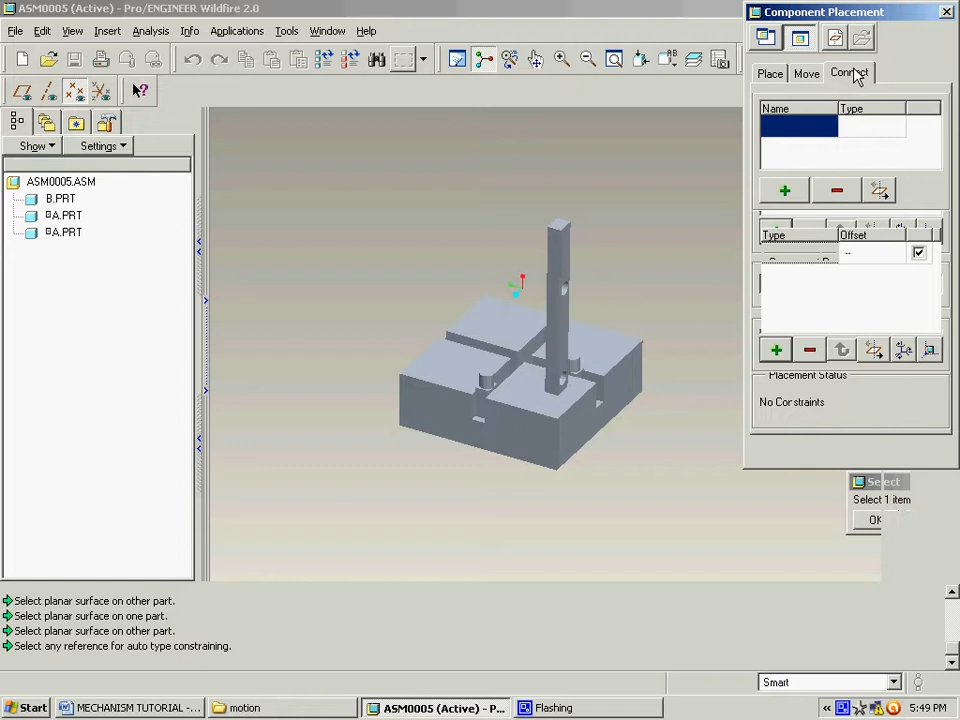 ASM0005 (Active) - Pro/ENGINEER Wildfire 2.0
File Edit View Insert Analysis Info Applications Tools Window Help
Show Settings
ASM0005.ASM
B.PRT
A.PRT
A.PRT
Component Placement
Place Move Connect
Name Type
Type Offset
--
Placement Status
No Constraints
Select
Select 1 item
OK
Select planar surface on other part.
Select planar surface on one part.
Select planar surface on other part.
Select any reference for auto type constraining.
Smart
Start MECHANISM TUTORIAL -... motion ASM0005 (Active) - P... Flashing « 5:49 PM